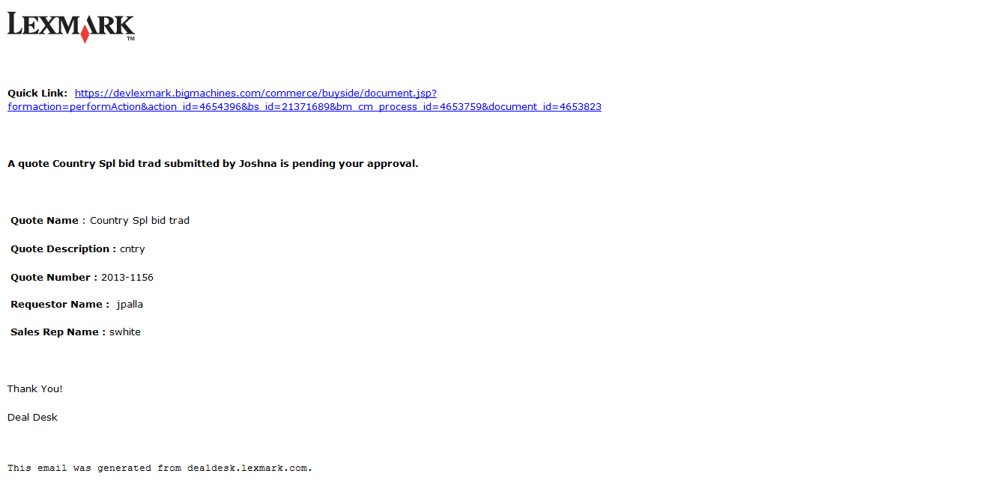 LEXMARK
TM
Quick Link: https://devlexmark.bigmachines.com/commerce/buyside/document.jsp?
formaction=performAction&action_id=4654396&bs_id=21371689&bm_cm_process_id=4653759&document_id=4653823
A quote Country Spl bid trad submitted by Joshna is pending your approval.
Quote Name : Country Spl bid trad
Quote Description : cntry
Quote Number : 2013-1156
Requestor Name : jpalla
Sales Rep Name : swhite
Thank You!
Deal Desk
This email was generated from dealdesk.lexmark.com.